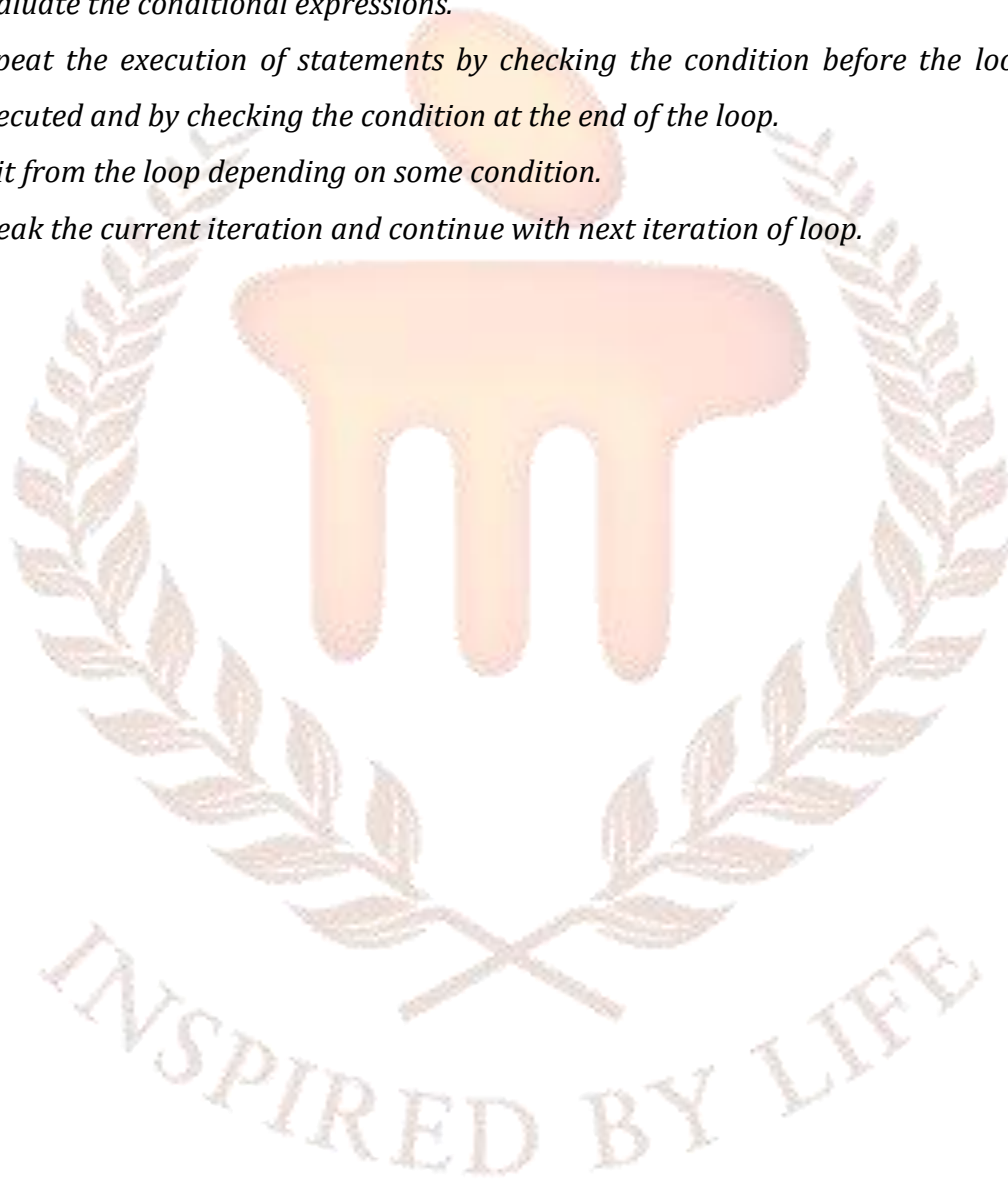 aluate the conditional expressions.
peat the execution of statements by checking the condition before the loo
ecuted and by checking the condition at the end of the loop.
it from the loop depending on some condition.
eak the current iteration and continue with next iteration of loop.
INSPIRED BY LIFE